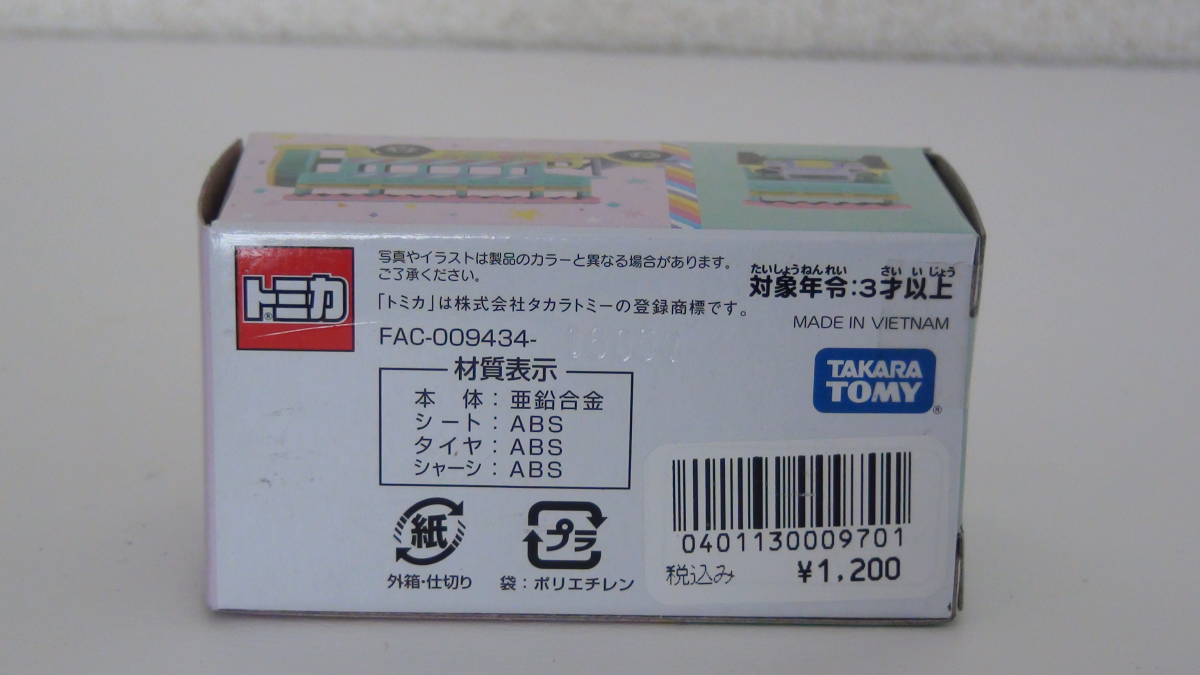 トミカ®
写真やイラストは製品のカラーと異なる場合があります。
ご了承ください。
「トミカ」は株式会社タカラトミーの登録商標です。
FAC-009434-
たいしょうねんれい さい いじょう
対象年令:3才以上
MADE IN VIETNAM
TAKARA
TOMY®
材質表示
本体:亜鉛合金
シート:ABS
タイヤ:ABS
シャーシ:ABS
紙
外箱・仕切り
プラ
袋:ポリエチレン
0401130009701
税込み ¥1,200